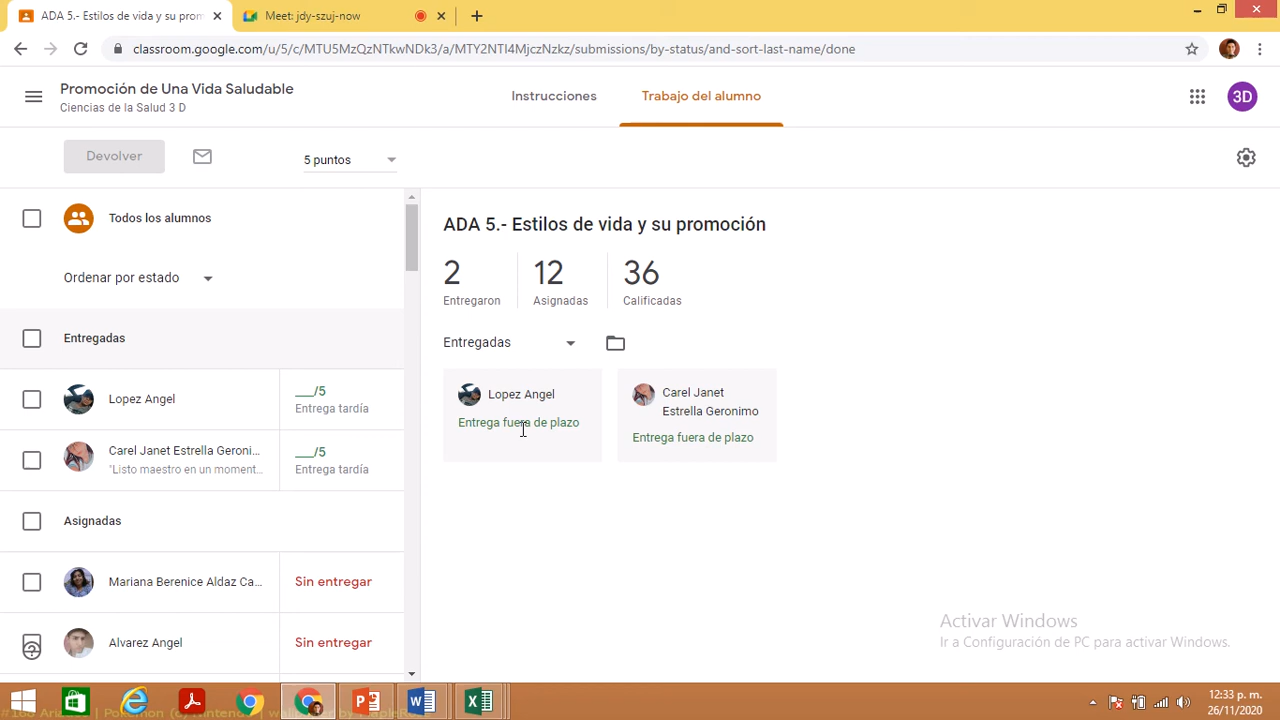 ADA 5.- Estilos de vida y su prom
Meet: jdy-szuj-now
classroom.google.com/u/5/c/MTU5MzQzNTkwNDk3/a/MTY2NTI4MjczNzkz/submissions/by-status/and-sort-last-name/done
Promoción de Una Vida Saludable
Ciencias de la Salud 3 D
Instrucciones
Trabajo del alumno
3D
Devolver
5 puntos
Todos los alumnos
Ordenar por estado
Entregadas
Lopez Angel
___/5
Entrega tardía
Carel Janet Estrella Geroni...
"Listo maestro en un moment...
___/5
Entrega tardía
Asignadas
Mariana Berenice Aldaz Ca...
Sin entregar
Alvarez Angel
Sin entregar
ADA 5.- Estilos de vida y su promoción
2
12
36
Entregaron
Asignadas
Calificadas
Entregadas
Lopez Angel
Entrega fuera de plazo
Carel Janet
Estrella Geronimo
Entrega fuera de plazo
Activar Windows
Ir a Configuración de PC para activar Windows.
12:33 p. m.
26/11/2020